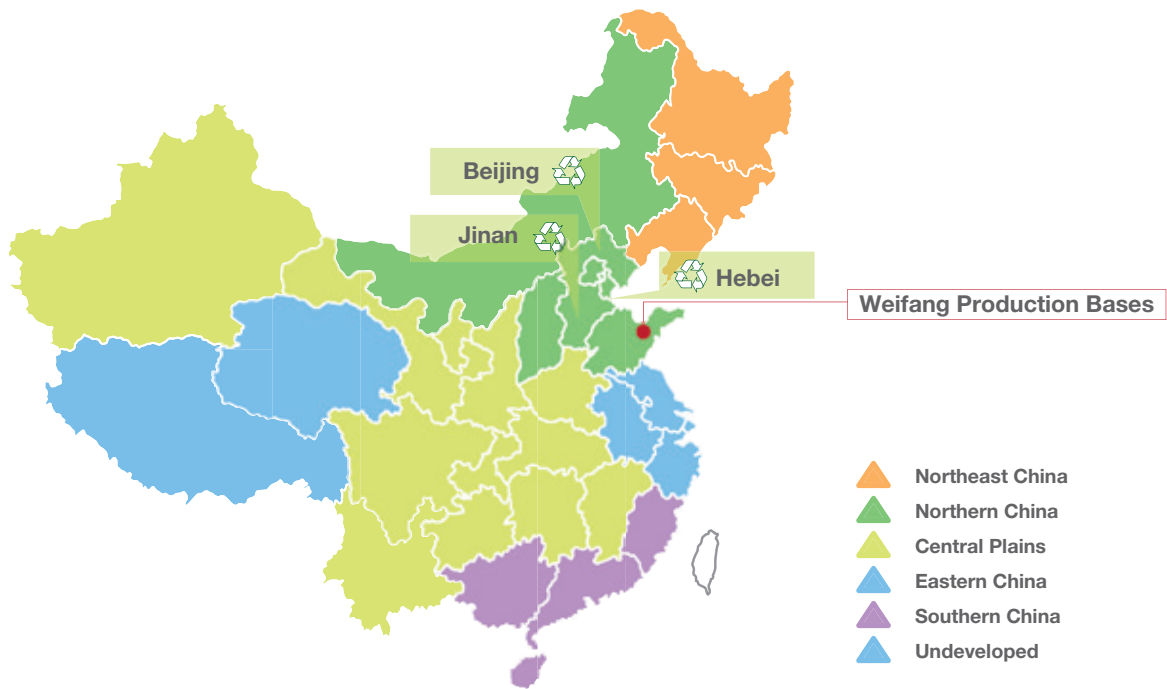 Beijing
Jinan
Hebei
Weifang Production Bases
Northeast China
Northern China
Central Plains
Eastern China
Southern China
Undeveloped